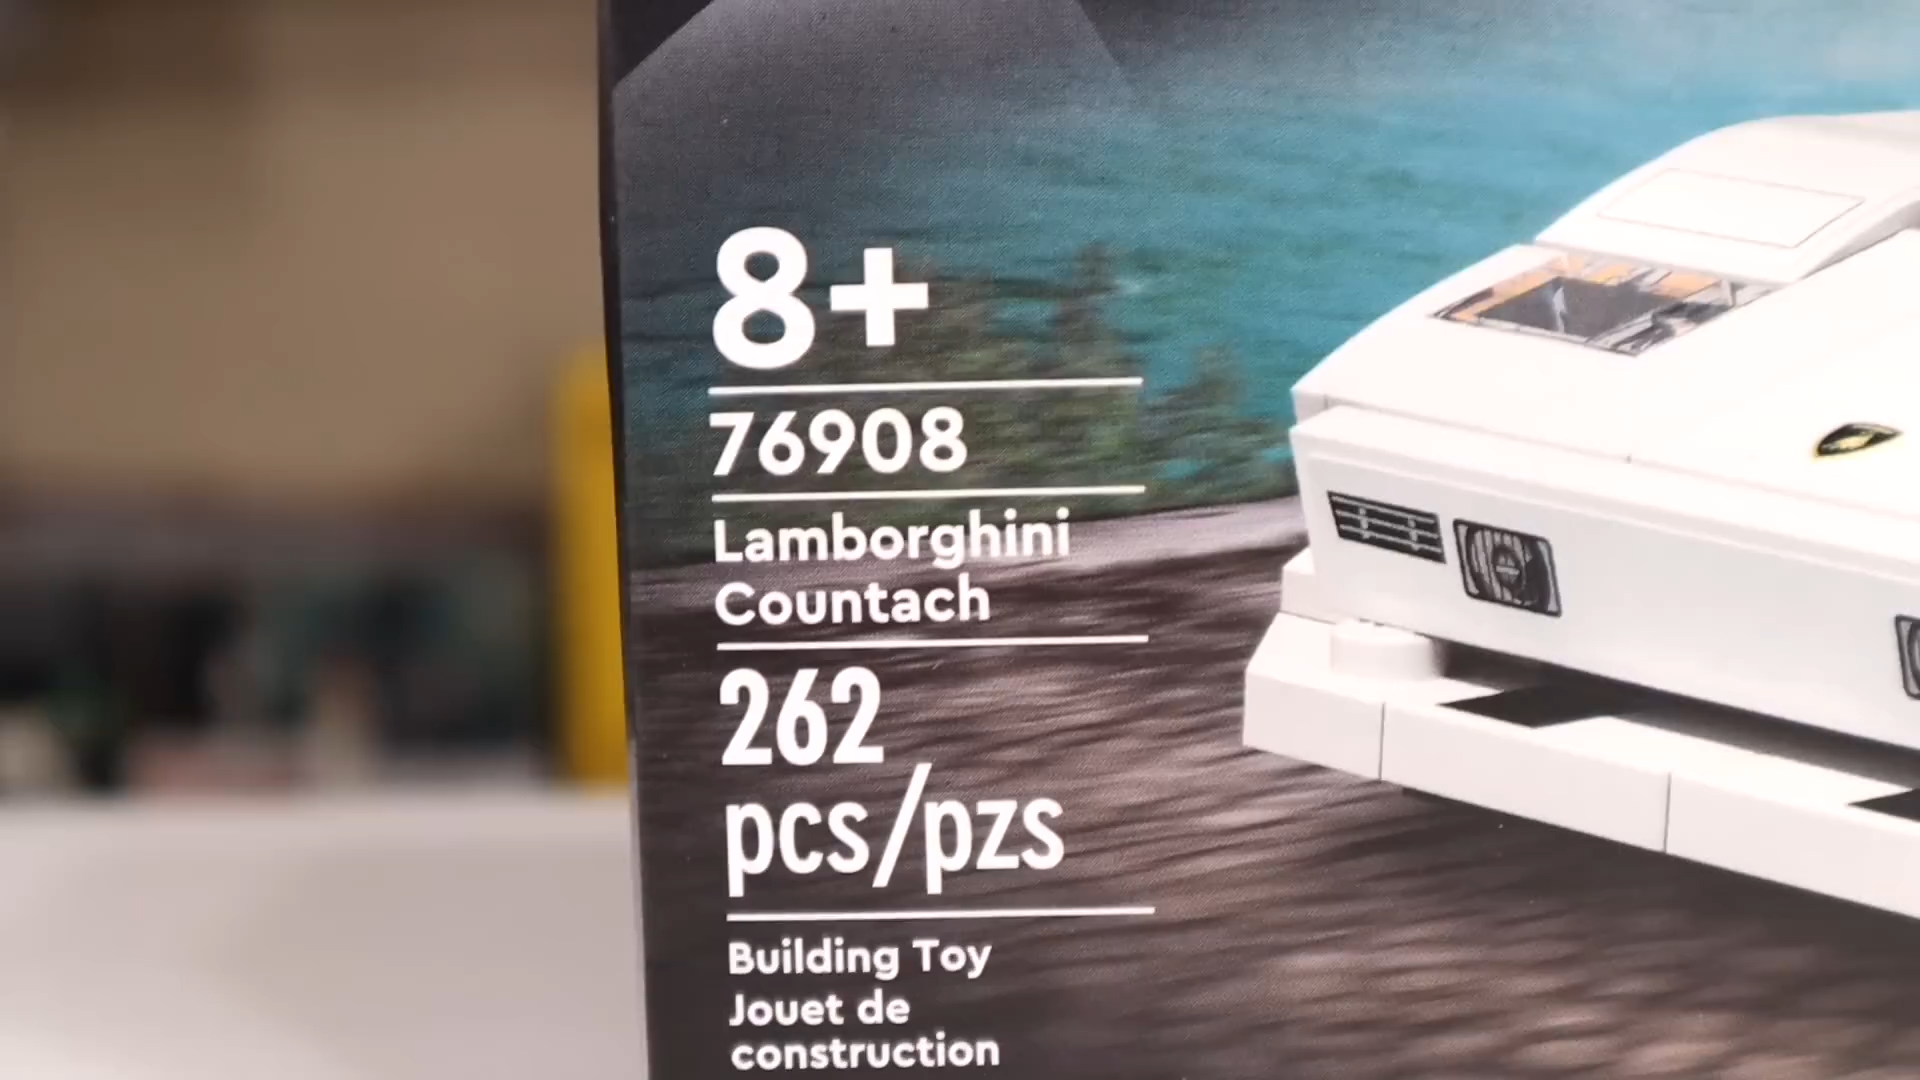 8+
76908
Lamborghini
Countach
262
pcs/pzs
Building Toy
Jouet de
construction